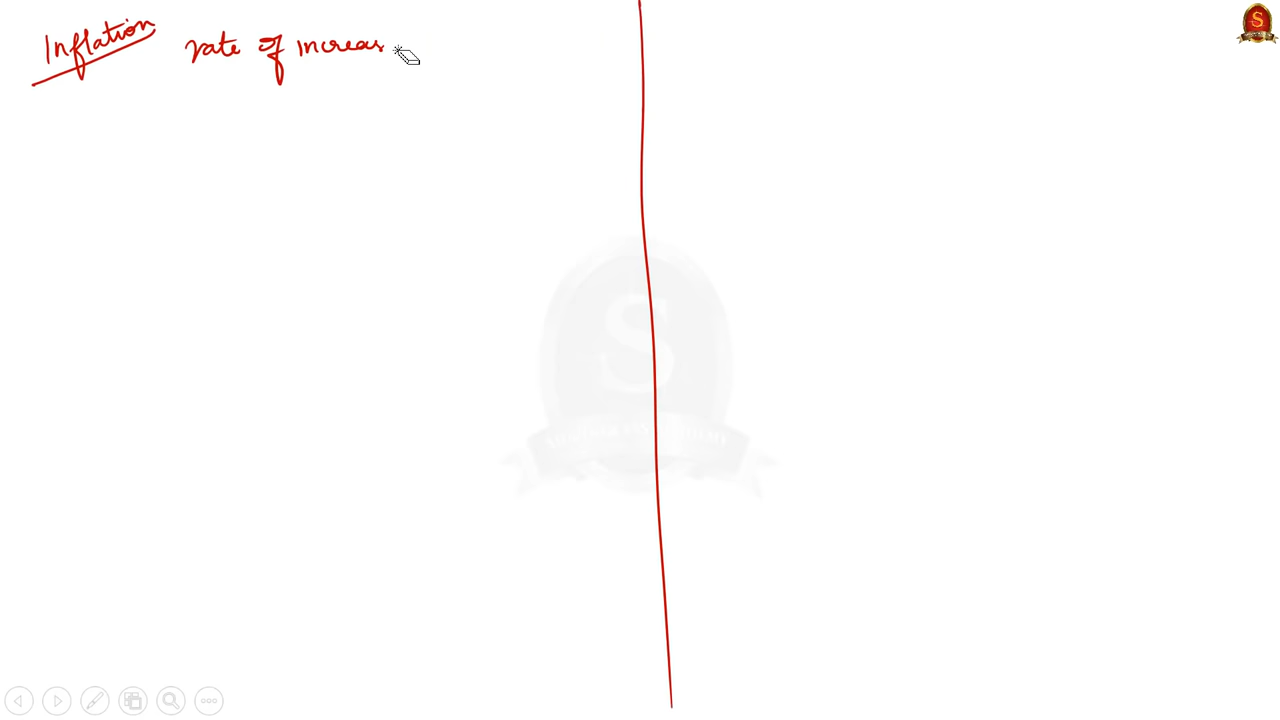 Inflation rate of increas
S